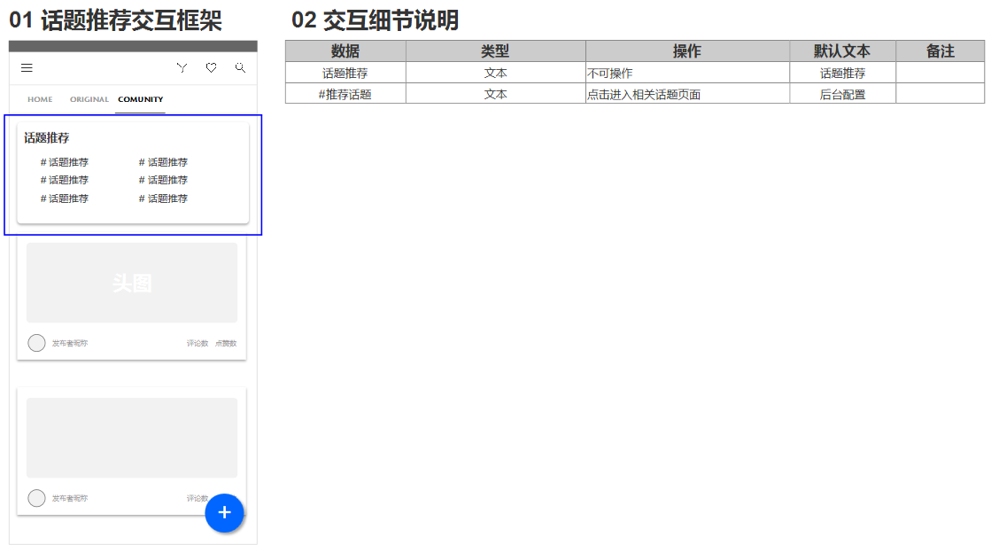 01 话题推荐交互框架
HOME ORIGINAL COMUNITY
话题推荐
# 话题推荐 # 话题推荐
# 话题推荐 # 话题推荐
# 话题推荐 # 话题推荐
头图
发布者昵称 评论数 点赞数
发布者昵称 评论数
+
02 交互细节说明
数据 类型 操作 默认文本 备注
话题推荐 文本 不可操作 话题推荐
#推荐话题 文本 点击进入相关话题页面 后台配置